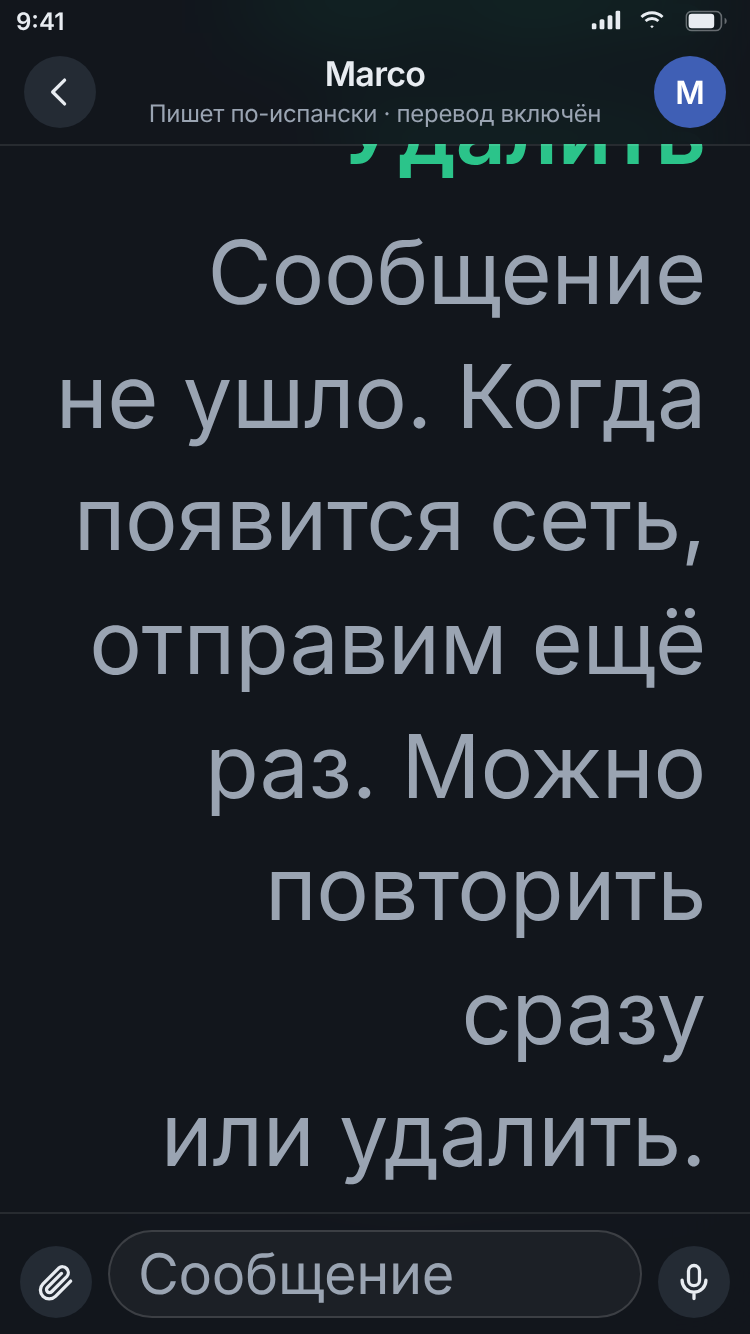 9:41
Marco
Пишет по-испански · перевод включён
M
Удалить
Сообщение
не ушло. Когда
появится сеть,
отправим ещё
раз. Можно
повторить
сразу
или удалить.
Сообщение